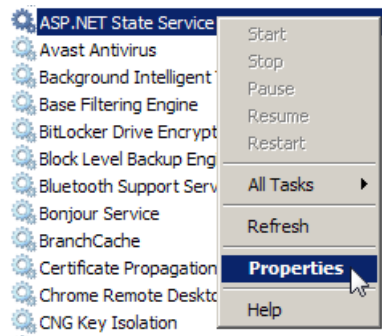 ASP.NET State Service
Avast Antivirus
Background Intelligent
Base Filtering Engine
BitLocker Drive Encrypt
Block Level Backup Eng
Bluetooth Support Serv
Bonjour Service
BranchCache
Certificate Propagation
Chrome Remote Deskto
CNG Key Isolation
Start
Stop
Pause
Resume
Restart
All Tasks
Refresh
Properties
Help